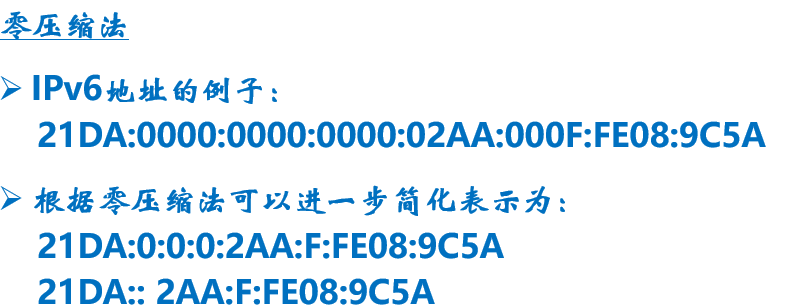 零压缩法
➢ IPv6地址的例子：
21DA:0000:0000:0000:02AA:000F:FE08:9C5A
➢ 根据零压缩法可以进一步简化表示为：
21DA:0:0:0:2AA:F:FE08:9C5A
21DA:: 2AA:F:FE08:9C5A